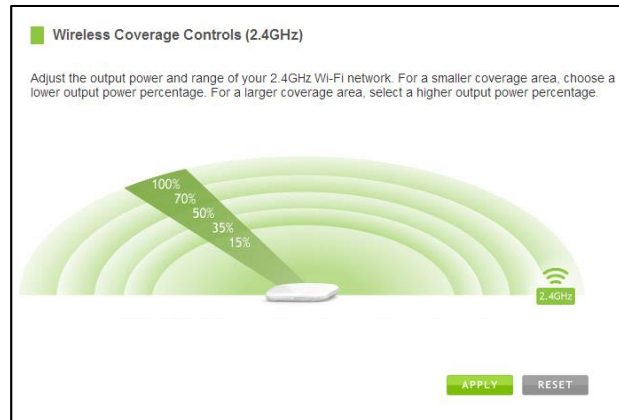 Wireless Coverage Controls (2.4GHz)
Adjust the output power and range of your 2.4GHz Wi-Fi network. For a smaller coverage area, choose a
lower output power percentage. For a larger coverage area, select a higher output power percentage.
100%
70%
50%
35%
15%
2.4GHz
APPLY RESET